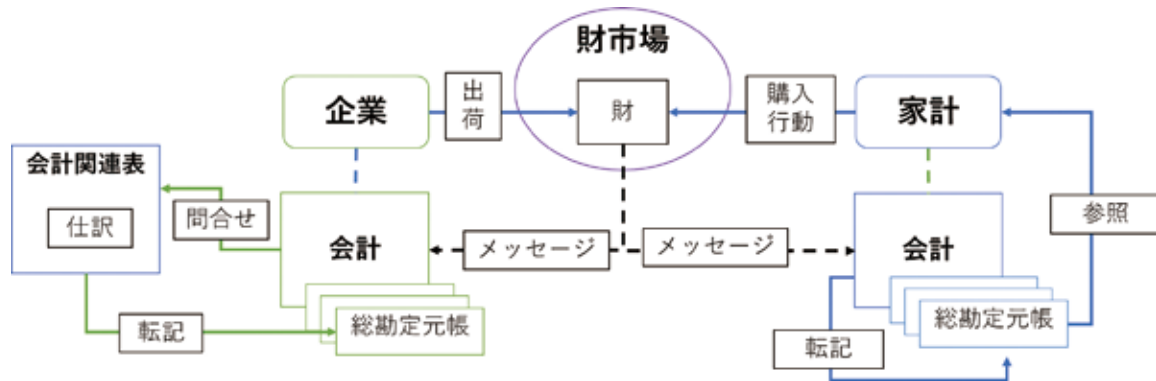 財市場
企業
出
荷
財
購入
行動
家計
会計関連表
仕訳
問合せ
会計
メッセージ
メッセージ
会計
参照
転記
総勘定元帳
総勘定元帳
転記